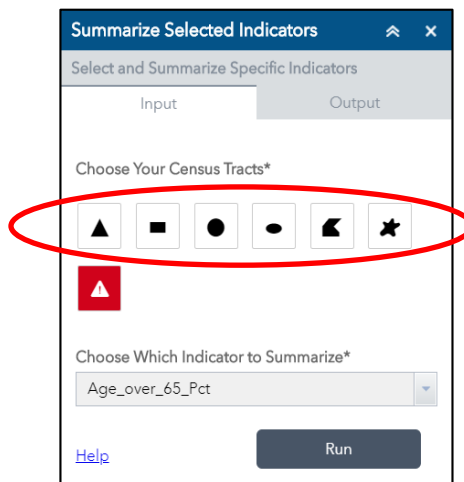 Summarize Selected Indicators
Select and Summarize Specific Indicators
Input Output
Choose Your Census Tracts*
Choose Which Indicator to Summarize*
Age_over_65_Pct
Help Run